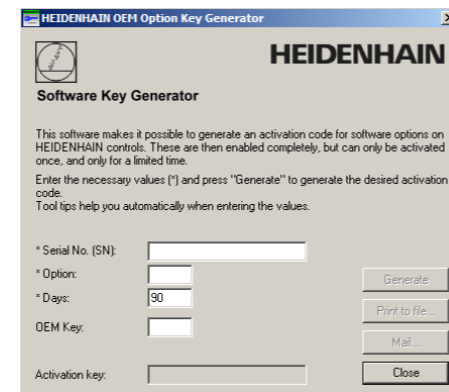 HEIDENHAIN OEM Option Key Generator
HEIDENHAIN
Software Key Generator
This software makes it possible to generate an activation code for software options on
HEIDENHAIN controls. These are then enabled completely, but can only be activated
once, and only for a limited time.
Enter the necessary values (*) and press "Generate" to generate the desired activation
code.
Tool tips help you automatically when entering the values.
* Serial No. (SN):
* Option:
Generate
* Days: 90
Print to file...
OEM Key:
Mail...
Activation key:
Close